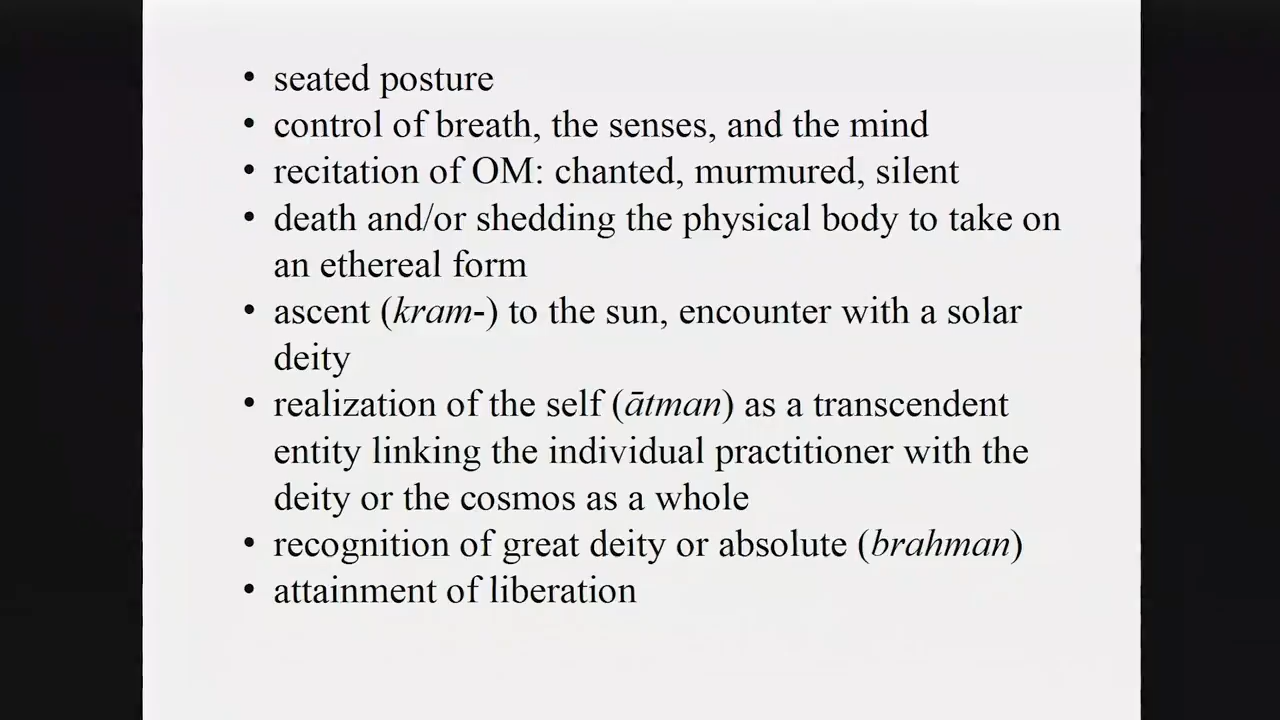 • seated posture
• control of breath, the senses, and the mind
• recitation of OM: chanted, murmured, silent
• death and/or shedding the physical body to take on
an ethereal form
• ascent (kram-) to the sun, encounter with a solar
deity
• realization of the self (ātman) as a transcendent
entity linking the individual practitioner with the
deity or the cosmos as a whole
• recognition of great deity or absolute (brahman)
• attainment of liberation